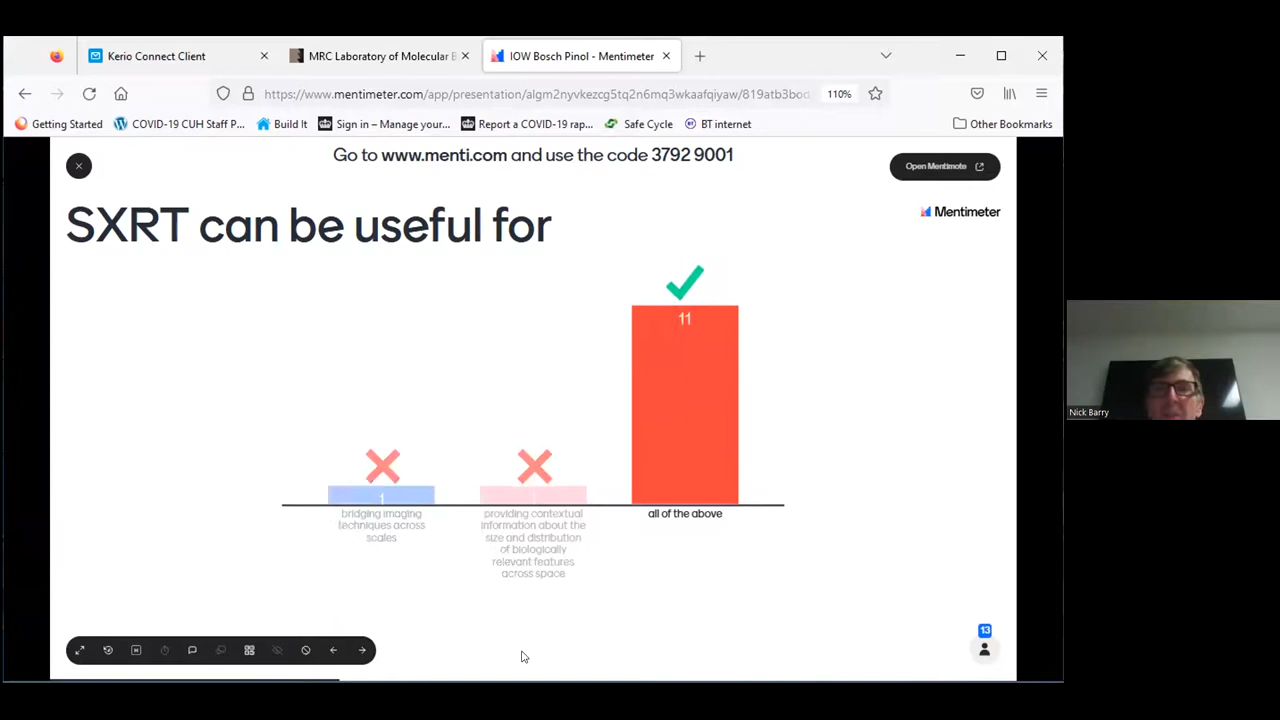 Kerio Connect Client
MRC Laboratory of Molecular B
IOW Bosch Pinol - Mentimeter
https://www.mentimeter.com/app/presentation/algm2nyvkezcg5tq2n6mq3wkaafqiyaw/819atb3bod
110%
Getting Started
COVID-19 CUH Staff P...
Build It
Sign in – Manage your...
Report a COVID-19 rap...
Safe Cycle
BT internet
Other Bookmarks
Go to www.menti.com and use the code 3792 9001
Open Mentimote
SXRT can be useful for
Mentimeter
11
1
1
bridging imaging
techniques across
scales
providing contextual
information about the
size and distribution
of biologically
relevant features
across space
all of the above
Nick Barry
13
H